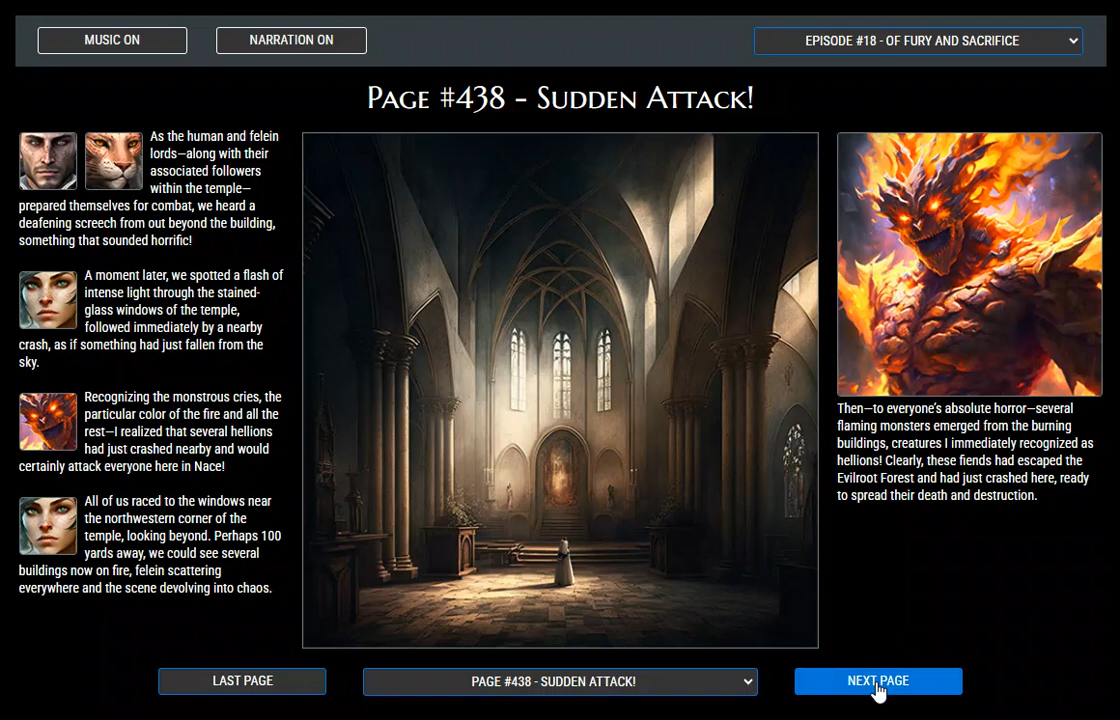 MUSIC ON
NARRATION ON
EPISODE #18 - OF FURY AND SACRIFICE
PAGE #438 - SUDDEN ATTACK!
As the human and felein
lords—along with their
associated followers
within the temple—
prepared themselves for combat, we heard a
deafening screech from out beyond the building,
something that sounded horrific!
A moment later, we spotted a flash of
intense light through the stained-
glass windows of the temple,
followed immediately by a nearby
crash, as if something had just fallen from the
sky.
Recognizing the monstrous cries, the
particular color of the fire and all the
rest—I realized that several hellions
had just crashed nearby and would
certainly attack everyone here in Nace!
All of us raced to the windows near
the northwestern corner of the
temple, looking beyond. Perhaps 100
yards away, we could see several
buildings now on fire, felein scattering
everywhere and the scene devolving into chaos.
Then—to everyone's absolute horror—several
flaming monsters emerged from the burning
buildings, creatures I immediately recognized as
hellions! Clearly, these fiends had escaped the
Evilroot Forest and had just crashed here, ready
to spread their death and destruction.
LAST PAGE
PAGE #438 - SUDDEN ATTACK!
NEXT PAGE